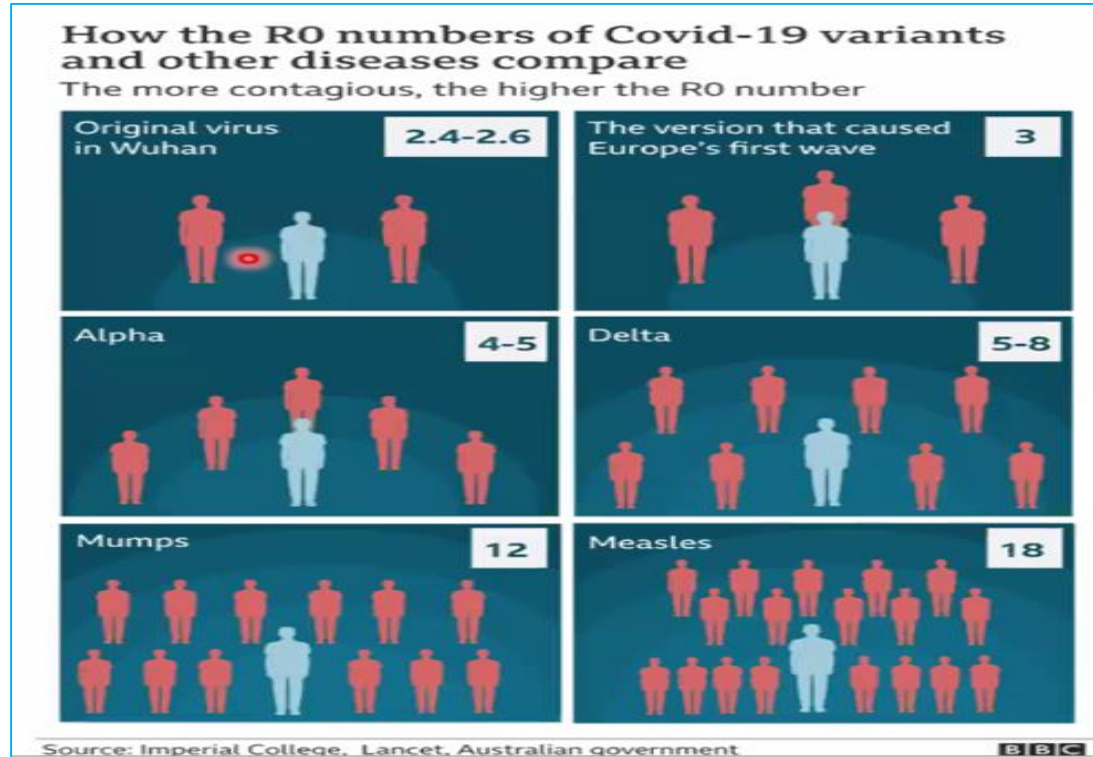 How the R0 numbers of Covid-19 variants
and other diseases compare
The more contagious, the higher the R0 number
Original virus
in Wuhan
2.4-2.6
The version that caused
Europe's first wave
3
Alpha
4-5
Delta
5-8
Mumps
12
Measles
18
Source: Imperial College, Lancet, Australian government
BBC